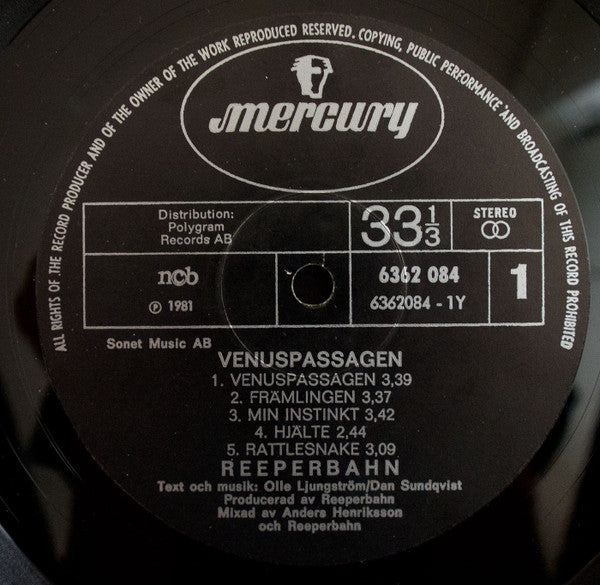 ALL RIGHTS OF THE RECORD PRODUCER AND OF THE OWNER OF THE WORK REPRODUCED RESERVED. COPYING, PUBLIC PERFORMANCE AND BROADCASTING OF THIS RECORD PROHIBITED
mercury
Distribution:
Polygram
Records AB
33 1/3
STEREO
ncb
℗ 1981
6362 084
6362084 - 1Y
1
Sonet Music AB
VENUSPASSAGEN
1. VENUSPASSAGEN 3,39
2. FRÄMLINGEN 3,37
3. MIN INSTINKT 3,42
4. HJÄLTE 2,44
5. RATTLESNAKE 3,09
REEPERBAHN
Text och musik: Olle Ljungström/Dan Sundqvist
Producerad av Reeperbahn
Mixad av Anders Henriksson
och Reeperbahn